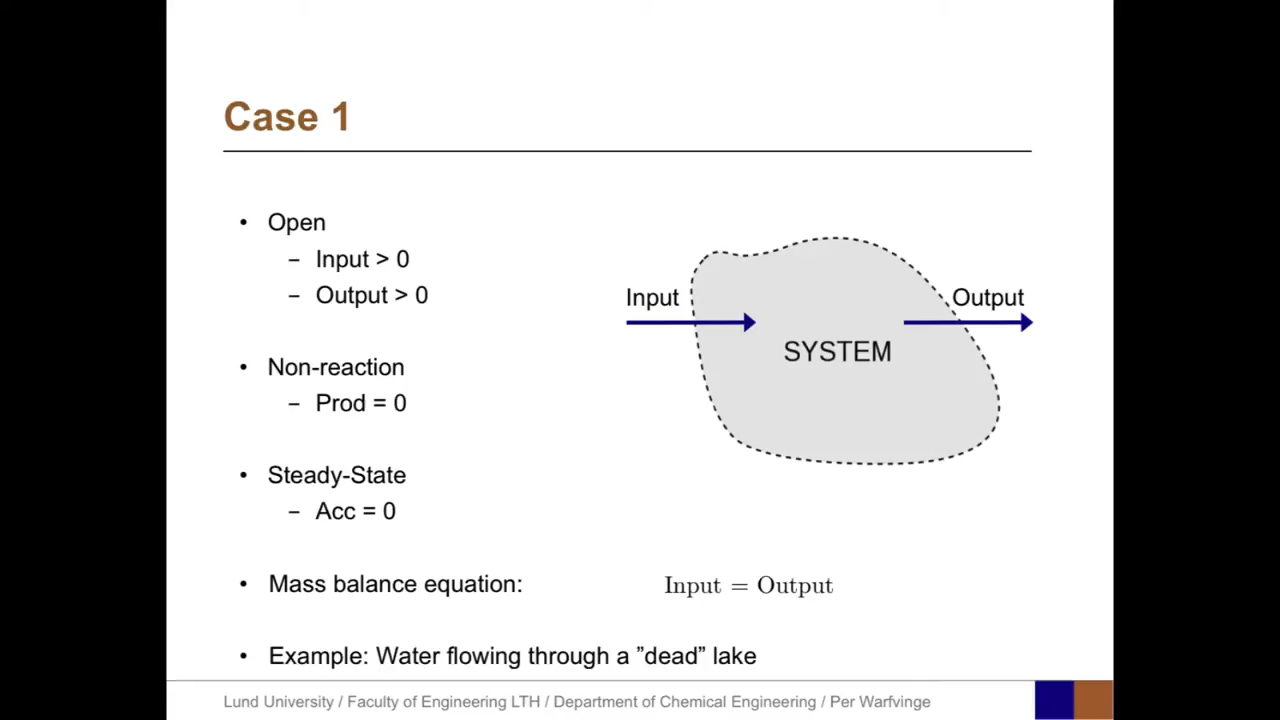 Case 1
• Open
– Input > 0
– Output > 0
• Non-reaction
– Prod = 0
• Steady-State
– Acc = 0
• Mass balance equation: Input = Output
• Example: Water flowing through a ”dead” lake
Input
Output
SYSTEM
Lund University / Faculty of Engineering LTH / Department of Chemical Engineering / Per Warfvinge